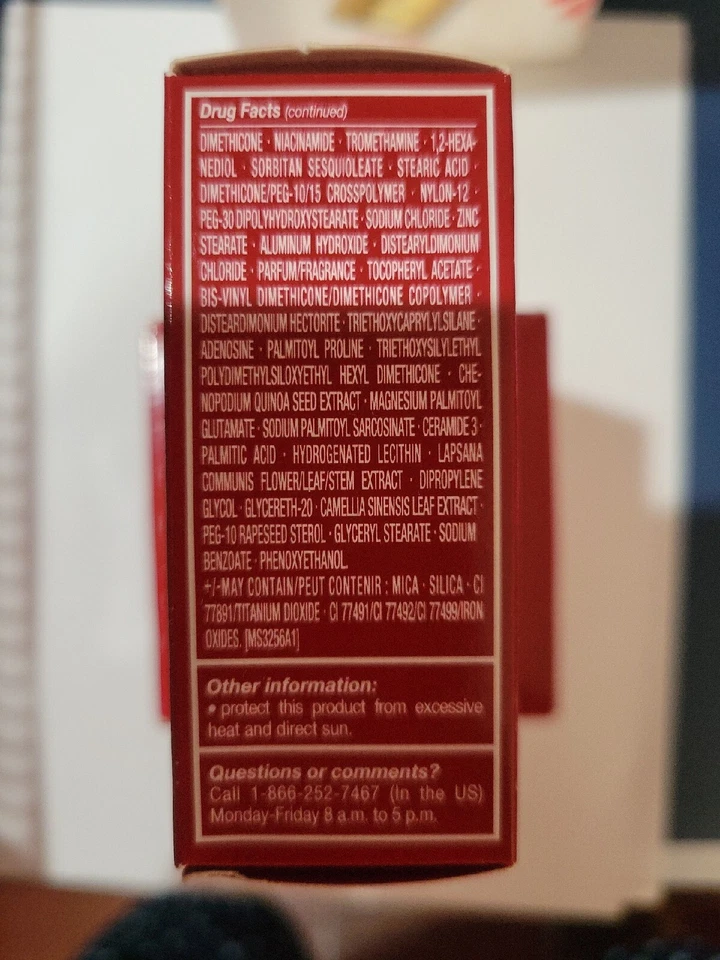 Drug Facts (continued)
DIMETHICONE · NIACINAMIDE · TROMETHAMINE · 1,2-HEXA-
NEDIOL · SORBITAN SESQUIOLEATE · STEARIC ACID ·
DIMETHICONE/PEG-10/15 CROSSPOLYMER · NYLON-12 ·
PEG-30 DIPOLYHYDROXYSTEARATE · SODIUM CHLORIDE · ZINC
STEARATE · ALUMINUM HYDROXIDE · DISTEARYLDIMONIUM
CHLORIDE · PARFUM/FRAGRANCE · TOCOPHERYL ACETATE ·
BIS-VINYL DIMETHICONE/DIMETHICONE COPOLYMER ·
DISTEARDIMONIUM HECTORITE · TRIETHOXYCAPRYLYLSILANE ·
ADENOSINE · PALMITOYL PROLINE · TRIETHOXYSILYLETHYL
POLYDIMETHYLSILOXYETHYL HEXYL DIMETHICONE · CHE-
NOPODIUM QUINOA SEED EXTRACT · MAGNESIUM PALMITOYL
GLUTAMATE · SODIUM PALMITOYL SARCOSINATE · CERAMIDE 3 ·
PALMITIC ACID · HYDROGENATED LECITHIN · LAPSANA
COMMUNIS FLOWER/LEAF/STEM EXTRACT · DIPROPYLENE
GLYCOL · GLYCERETH-20 · CAMELLIA SINENSIS LEAF EXTRACT ·
PEG-10 RAPESEED STEROL · GLYCERYL STEARATE · SODIUM
BENZOATE · PHENOXYETHANOL.
+/-MAY CONTAIN/PEUT CONTENIR : MICA · SILICA · CI
77891/TITANIUM DIOXIDE · CI 77491/CI 77492/CI 77499/IRON
OXIDES. [MS3256A1]
Other information:
• protect this product from excessive
heat and direct sun.
Questions or comments?
Call 1-866-252-7467 (In the US)
Monday-Friday 8 a.m. to 5 p.m.